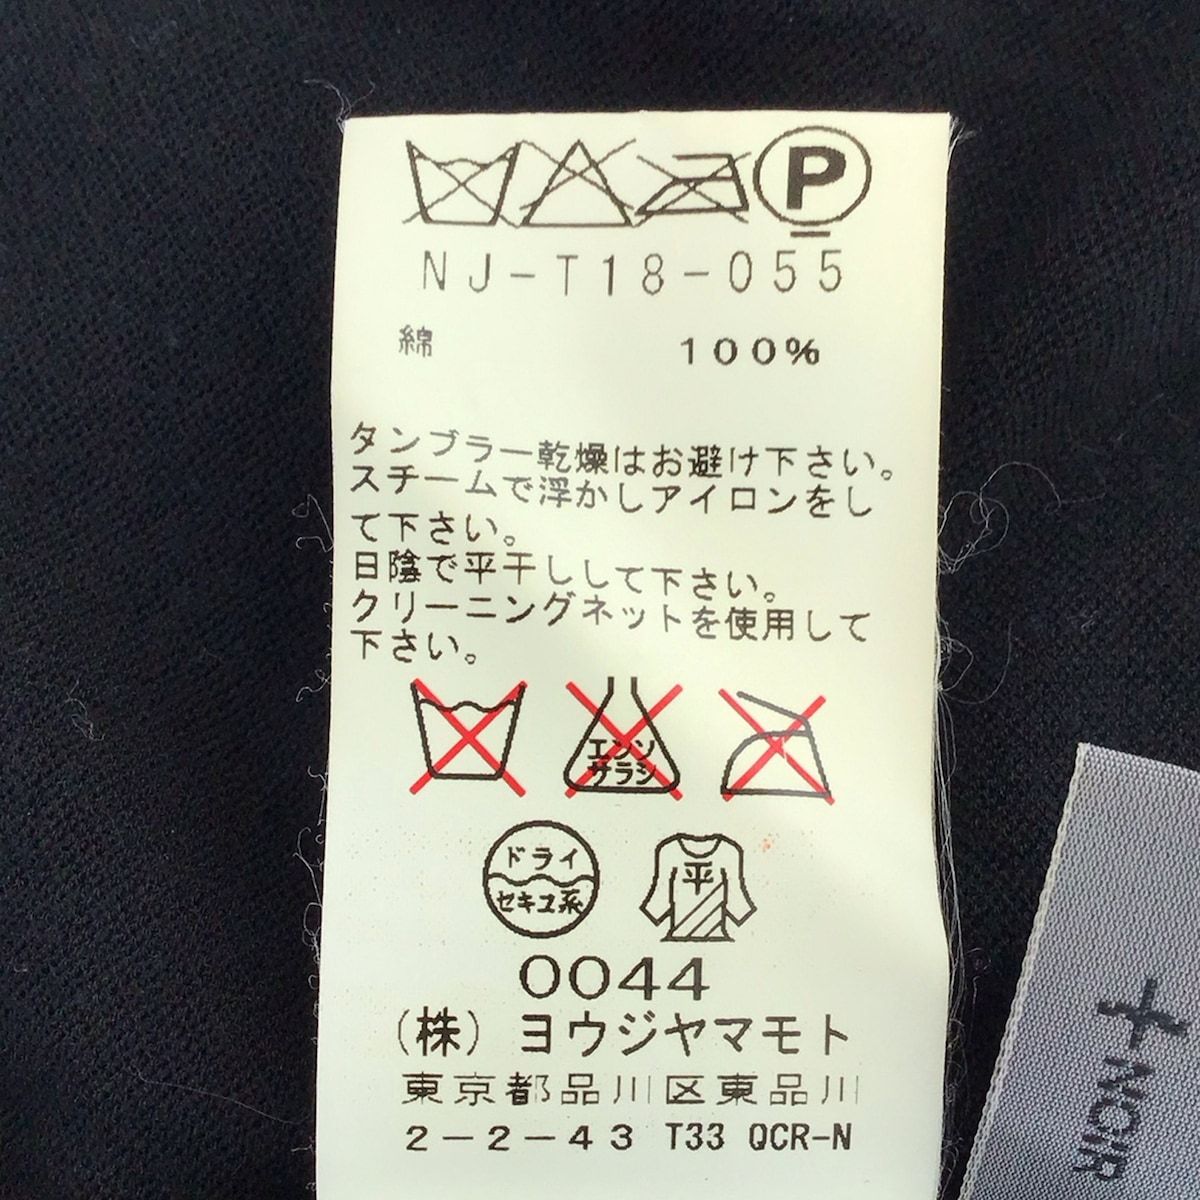 P
NJ-T18-055
綿 100%
タンブラー乾燥はお避け下さい。
スチームで浮かしアイロンをし
て下さい。
日陰で平干しして下さい。
クリーニングネットを使用して
下さい。
エンソ
サラシ
ドライ
セキユ系
平
0044
(株) ヨウジヤマモト
東京都品川区東品川
2-2-43 T33 QCR-N
+NOIR